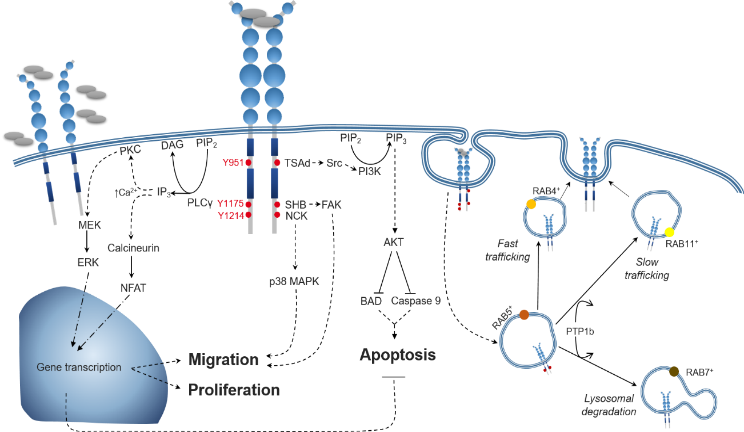 PKC
DAG
PIP2
↑Ca2+
IP3
PLCγ
Y951
Y1175
Y1214
TSAd
Src
SHB
FAK
NCK
PIP2
PIP3
PI3K
MEK
ERK
Calcineurin
NFAT
p38 MAPK
AKT
BAD
Caspase 9
Gene transcription
Migration
Proliferation
Apoptosis
RAB4+
Fast
trafficking
RAB11+
Slow
trafficking
RAB5+
PTP1b
RAB7+
Lysosomal
degradation